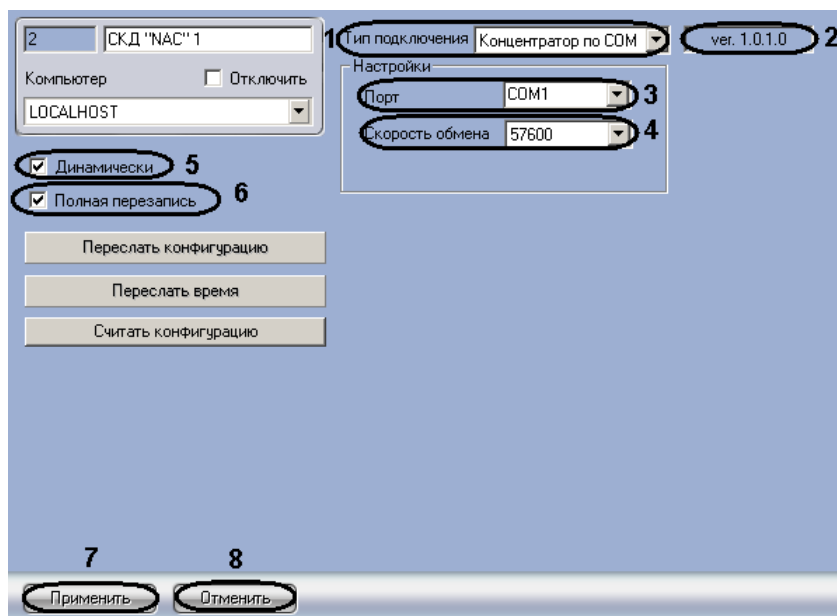 2 СКД "NAC" 1
Компьютер Отключить
LOCALHOST
1 Тип подключения Концентратор по COM ver. 1.0.1.0 2
Настройки
Порт COM1 3
Скорость обмена 57600 4
Динамически 5
Полная перезапись 6
Переслать конфигурацию
Переслать время
Считать конфигурацию
7 8
Применить Отменить